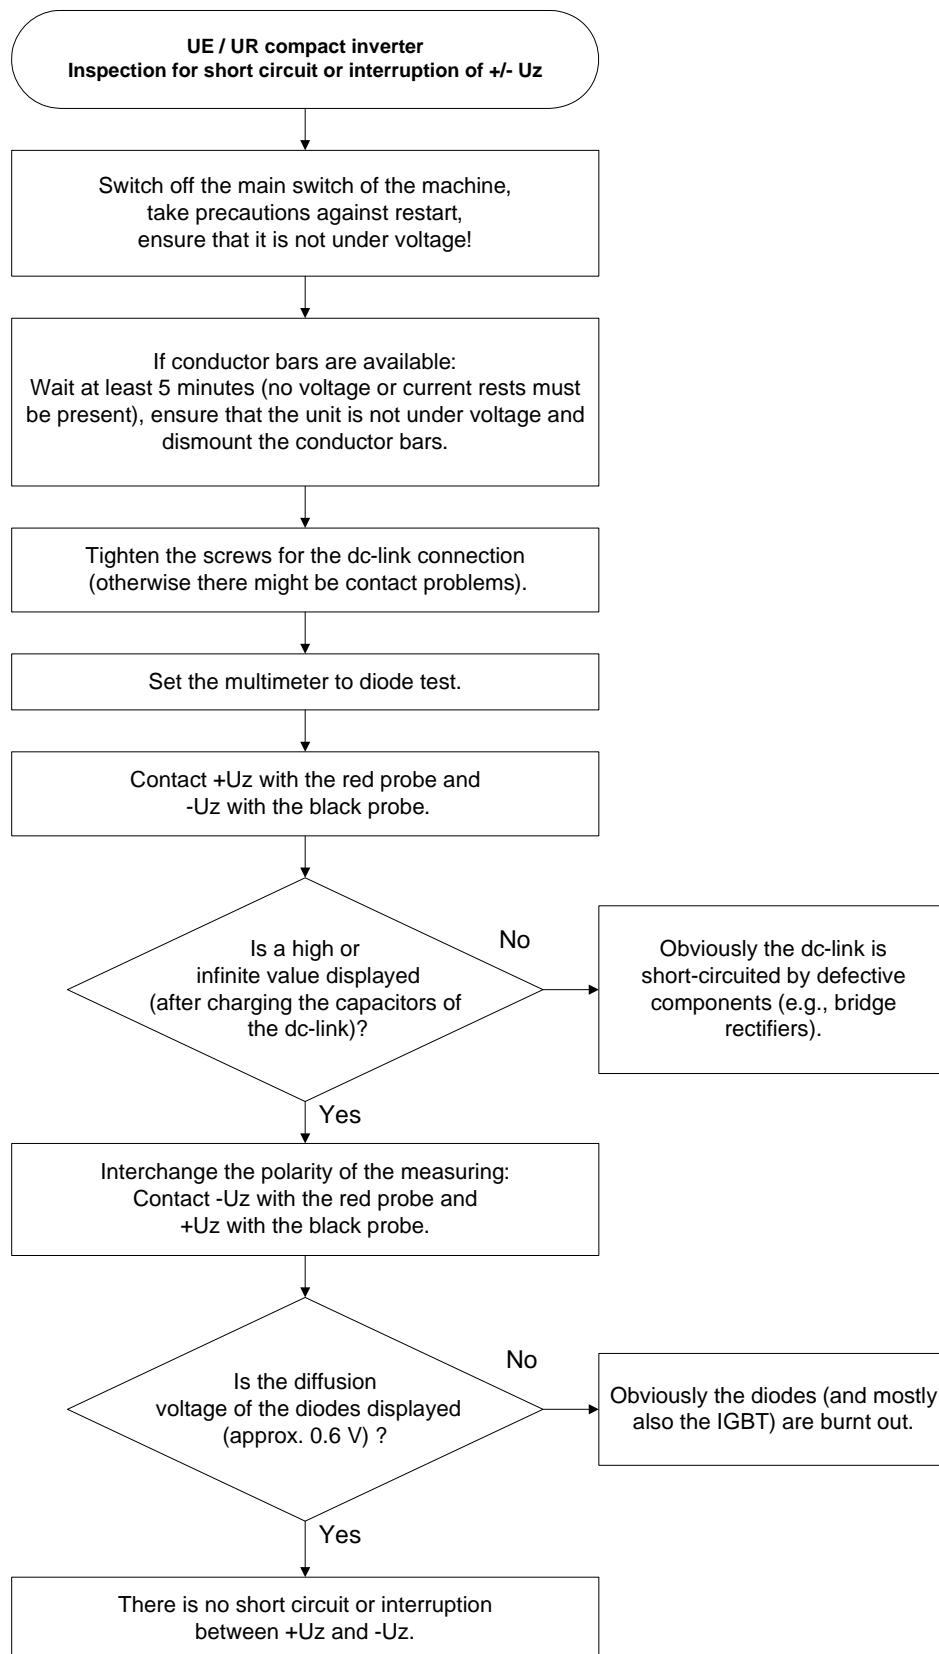 UE / UR compact inverter
Inspection for short circuit or interruption of +/- Uz
Switch off the main switch of the machine,
take precautions against restart,
ensure that it is not under voltage!
If conductor bars are available:
Wait at least 5 minutes (no voltage or current rests must
be present), ensure that the unit is not under voltage and
dismount the conductor bars.
Tighten the screws for the dc-link connection
(otherwise there might be contact problems).
Set the multimeter to diode test.
Contact +Uz with the red probe and
-Uz with the black probe.
Is a high or
infinite value displayed
(after charging the capacitors of
the dc-link)?
No
Obviously the dc-link is
short-circuited by defective
components (e.g., bridge
rectifiers).
Yes
Interchange the polarity of the measuring:
Contact -Uz with the red probe and
+Uz with the black probe.
Is the diffusion
voltage of the diodes displayed
(approx. 0.6 V) ?
No
Obviously the diodes (and mostly
also the IGBT) are burnt out.
Yes
There is no short circuit or interruption
between +Uz and -Uz.